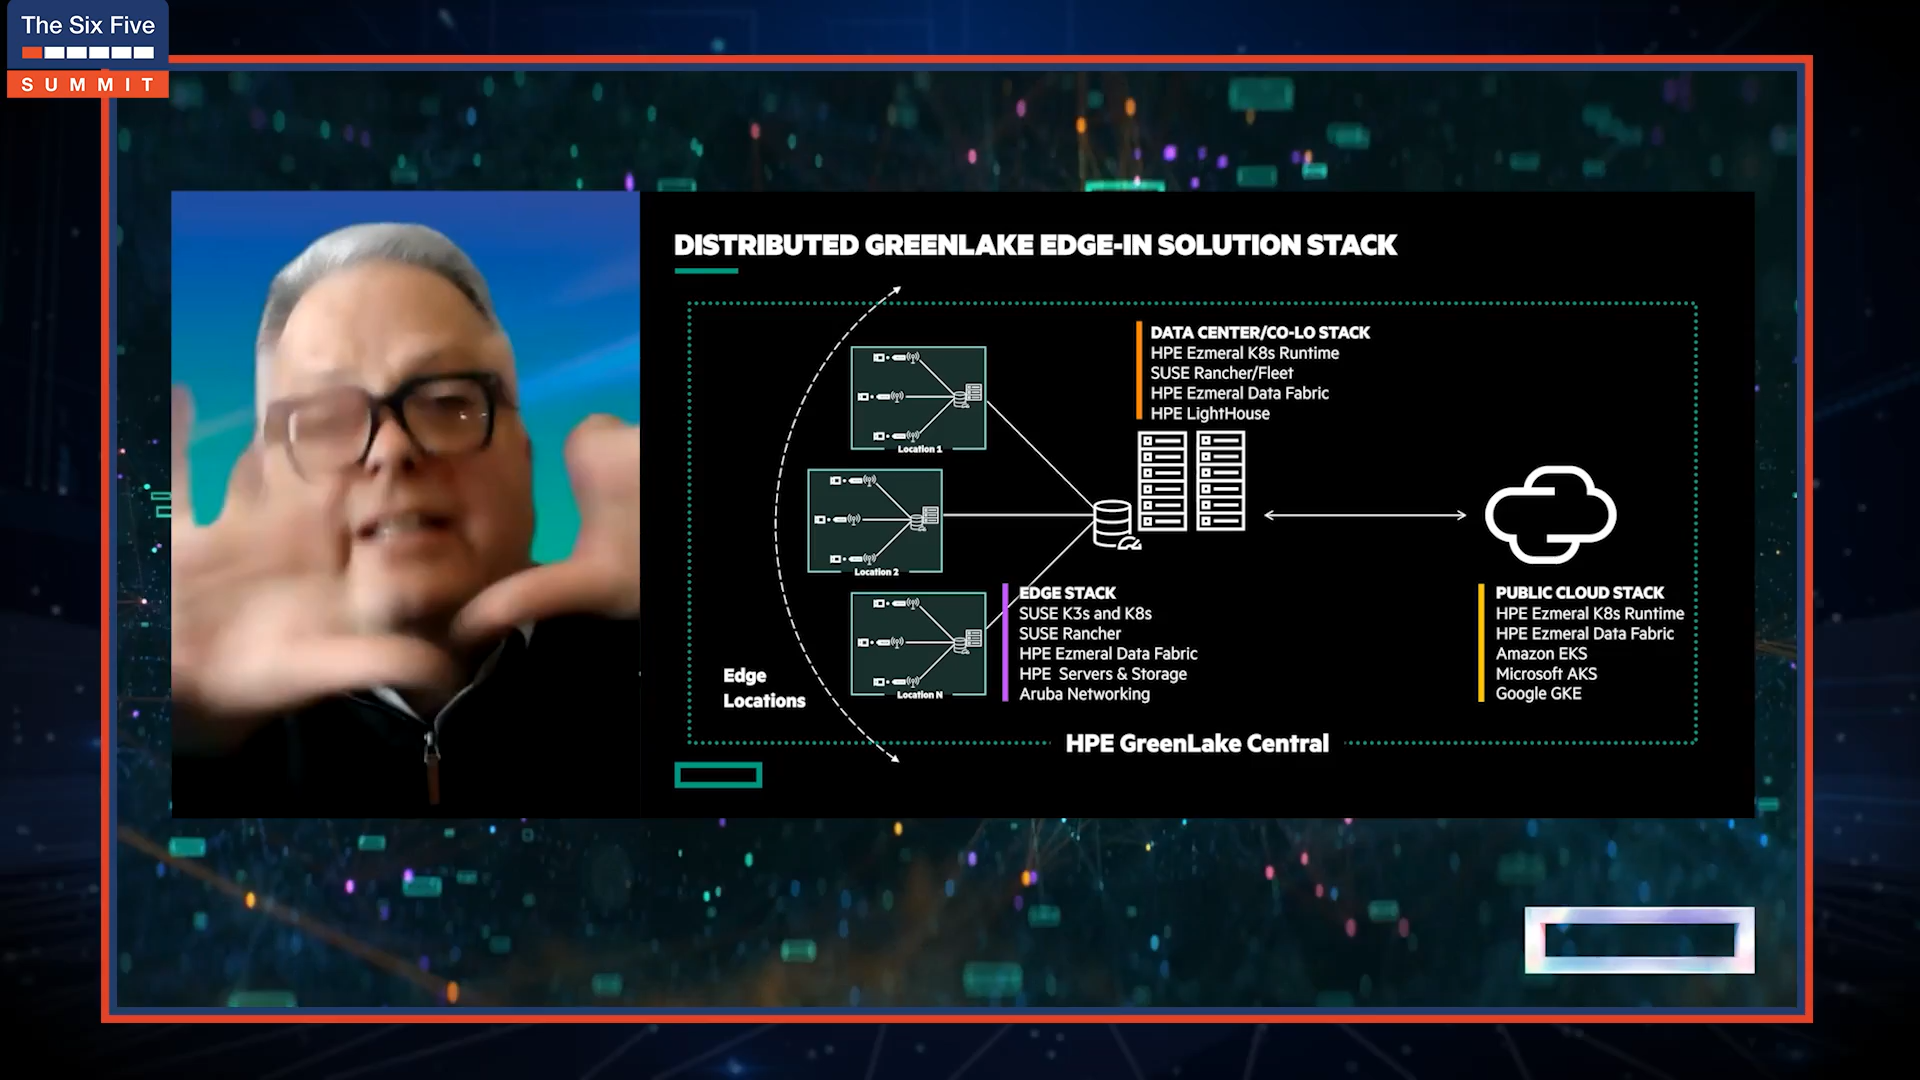 The Six Five
SUMMIT
DISTRIBUTED GREENLAKE EDGE-IN SOLUTION STACK
DATA CENTER/CO-LO STACK
HPE Ezmeral K8s Runtime
SUSE Rancher/Fleet
HPE Ezmeral Data Fabric
HPE LightHouse
Location 1
Location 2
Location N
Edge
Locations
EDGE STACK
SUSE K3s and K8s
SUSE Rancher
HPE Ezmeral Data Fabric
HPE Servers & Storage
Aruba Networking
PUBLIC CLOUD STACK
HPE Ezmeral K8s Runtime
HPE Ezmeral Data Fabric
Amazon EKS
Microsoft AKS
Google GKE
HPE GreenLake Central